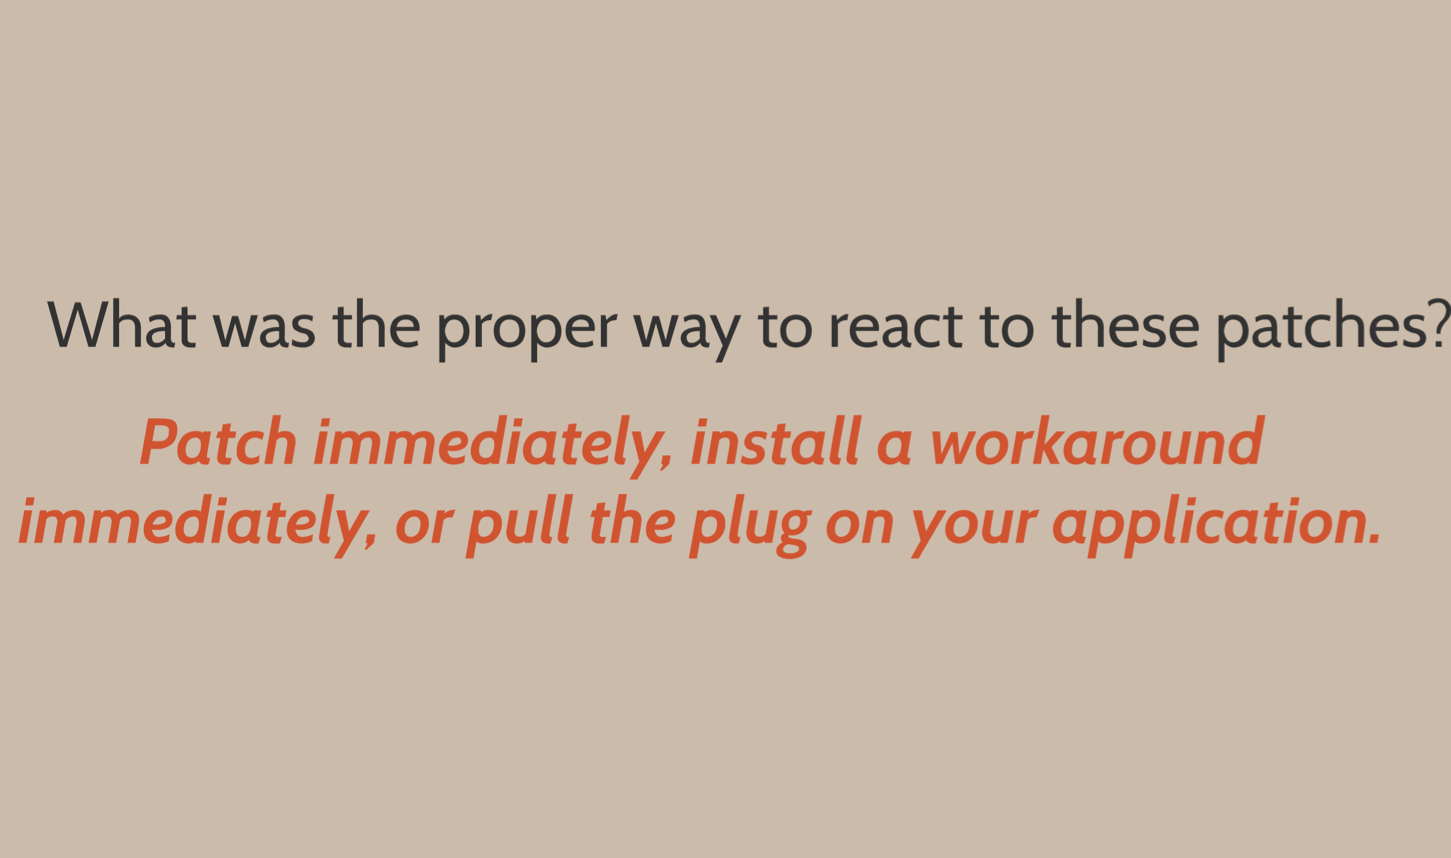 What was the proper way to react to these patches?
Patch immediately, install a workaround
immediately, or pull the plug on your application.